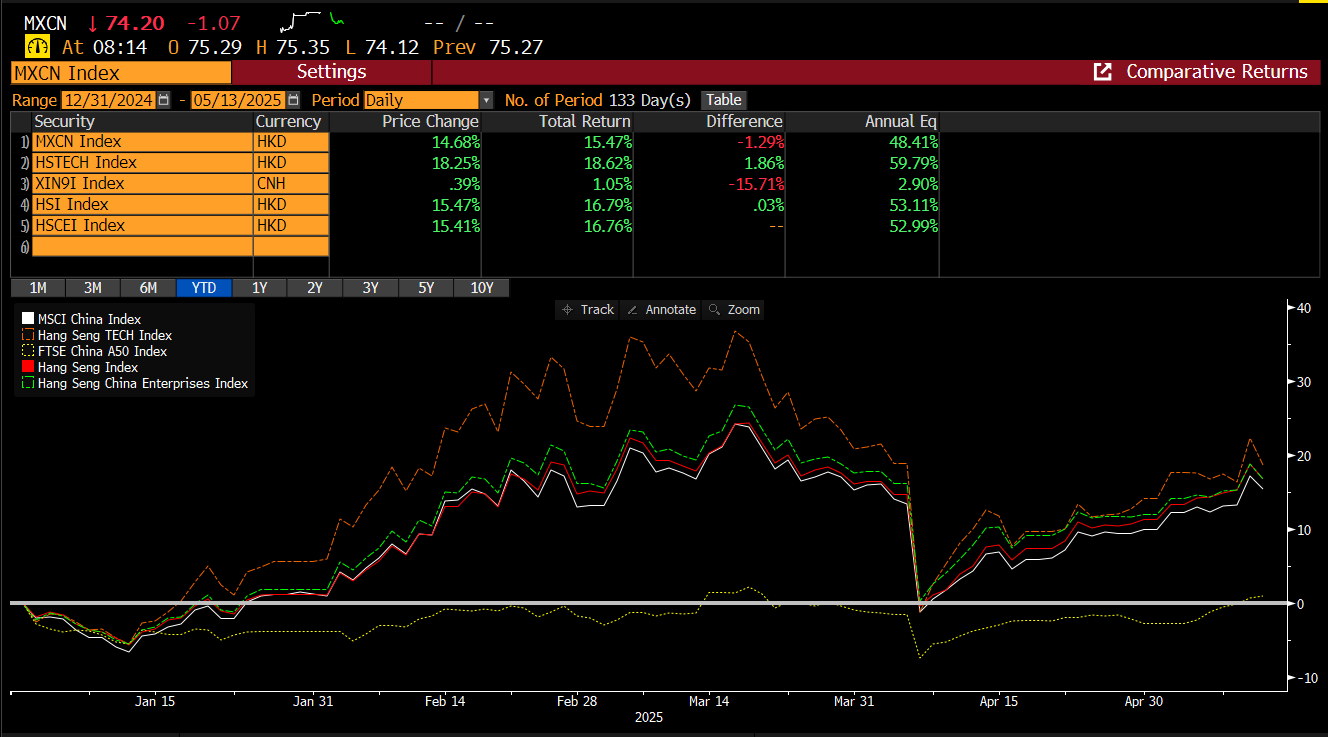 MXCN ↓ 74.20 -1.07 -- / --
At 08:14 O 75.29 H 75.35 L 74.12 Prev 75.27
MXCN Index Settings Comparative Returns
Range 12/31/2024 - 05/13/2025 Period Daily No. of Period 133 Day(s) Table
Security Currency Price Change Total Return Difference Annual Eq
1) MXCN Index HKD 14.68% 15.47% -1.29% 48.41%
2) HSTECH Index HKD 18.25% 18.62% 1.86% 59.79%
3) XIN9I Index CNH .39% 1.05% -15.71% 2.90%
4) HSI Index HKD 15.47% 16.79% .03% 53.11%
5) HSCEI Index HKD 15.41% 16.76% -- 52.99%
6)
1M 3M 6M YTD 1Y 2Y 3Y 5Y 10Y
Track Annotate Zoom
MSCI China Index
Hang Seng TECH Index
FTSE China A50 Index
Hang Seng Index
Hang Seng China Enterprises Index
40
30
20
10
0
-10
Jan 15 Jan 31 Feb 14 Feb 28 Mar 14 Mar 31 Apr 15 Apr 30
2025